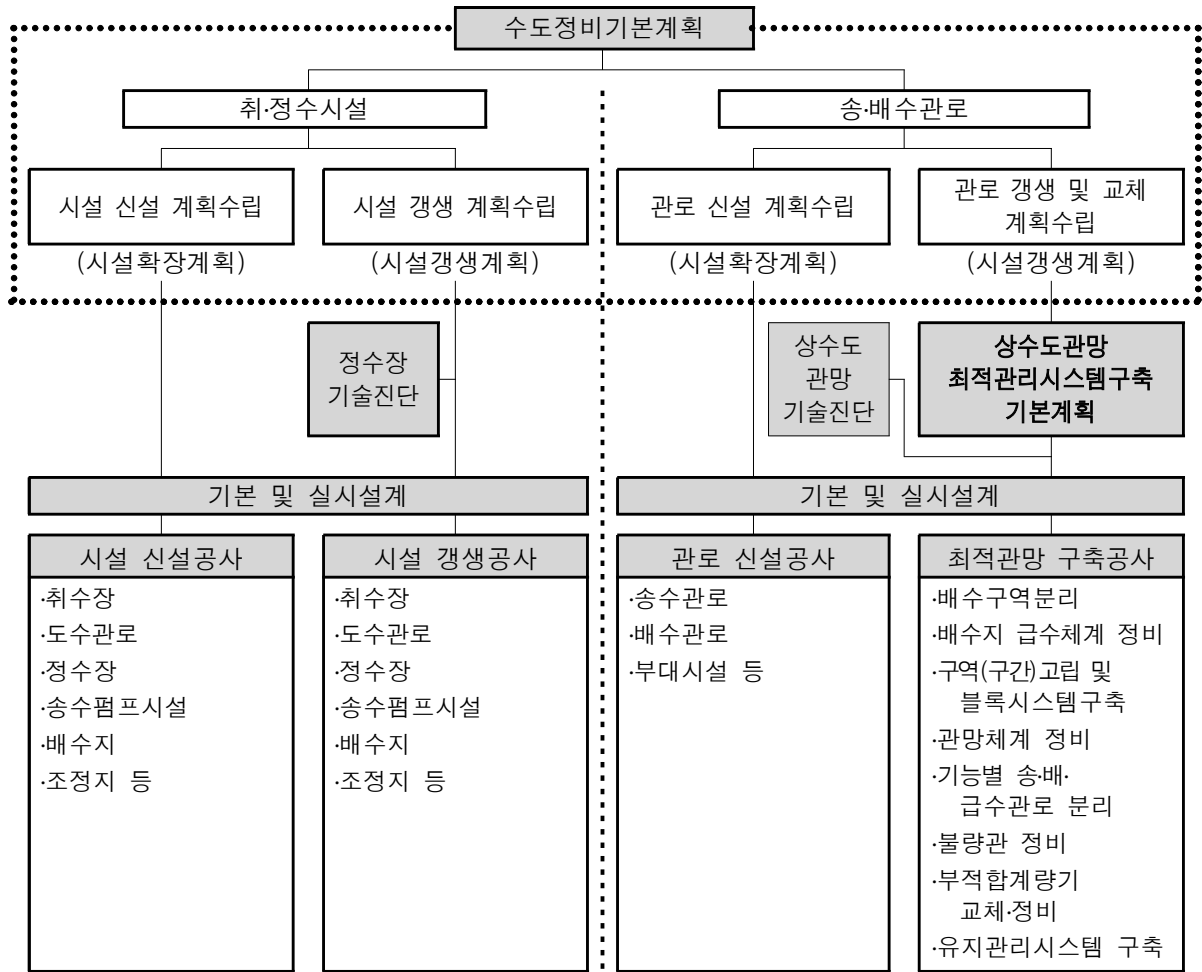 수도정비기본계획
취·정수시설
송·배수관로
시설 신설 계획수립
시설 갱생 계획수립
관로 신설 계획수립
관로 갱생 및 교체
계획수립
(시설확장계획)
(시설갱생계획)
(시설확장계획)
(시설갱생계획)
정수장
기술진단
상수도
관망
기술진단
상수도관망
최적관리시스템구축
기본계획
기본 및 실시설계
기본 및 실시설계
시설 신설공사
·취수장
·도수관로
·정수장
·송수펌프시설
·배수지
·조정지 등
시설 갱생공사
·취수장
·도수관로
·정수장
·송수펌프시설
·배수지
·조정지 등
관로 신설공사
·송수관로
·배수관로
·부대시설 등
최적관망 구축공사
·배수구역분리
·배수지 급수체계 정비
·구역(구간)고립 및
블록시스템구축
·관망체계 정비
·기능별 송·배·
급수관로 분리
·불량관 정비
·부적합계량기
교체·정비
·유지관리시스템 구축